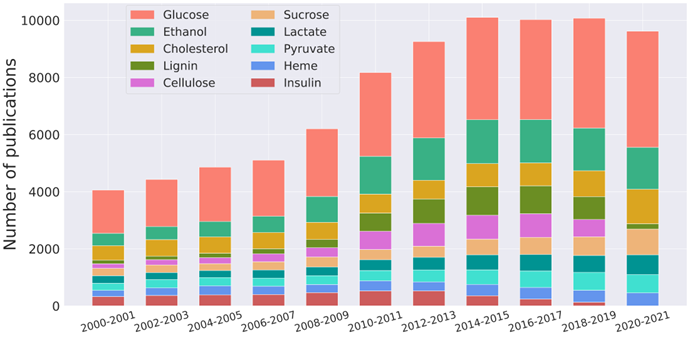 Number of publications
10000
8000
6000
4000
2000
0
Glucose
Ethanol
Cholesterol
Lignin
Cellulose
Sucrose
Lactate
Pyruvate
Heme
Insulin
2000-2001
2002-2003
2004-2005
2006-2007
2008-2009
2010-2011
2012-2013
2014-2015
2016-2017
2018-2019
2020-2021